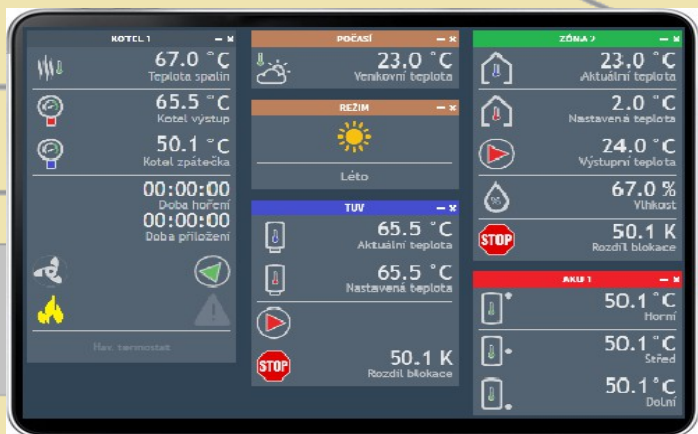 KOTEL 1
67.0 °C
Teplota spalin
65.5 °C
Kotel výstup
50.1 °C
Kotel zpátečka
00:00:00
Doba hoření
00:00:00
Doba přiložení
Hav. termostat
POČASÍ
23.0 °C
Venkovní teplota
REŽIM
Léto
TUV
65.5 °C
Aktuální teplota
65.5 °C
Nastavená teplota
STOP
50.1 K
Rozdíl blokace
ZÓNA 2
23.0 °C
Aktuální teplota
2.0 °C
Nastavená teplota
24.0 °C
Výstupní teplota
%
67.0 %
Vlhkost
STOP
50.1 K
Rozdíl blokace
AKU 1
50.1 °C
Horní
50.1 °C
Střed
50.1 °C
Dolní